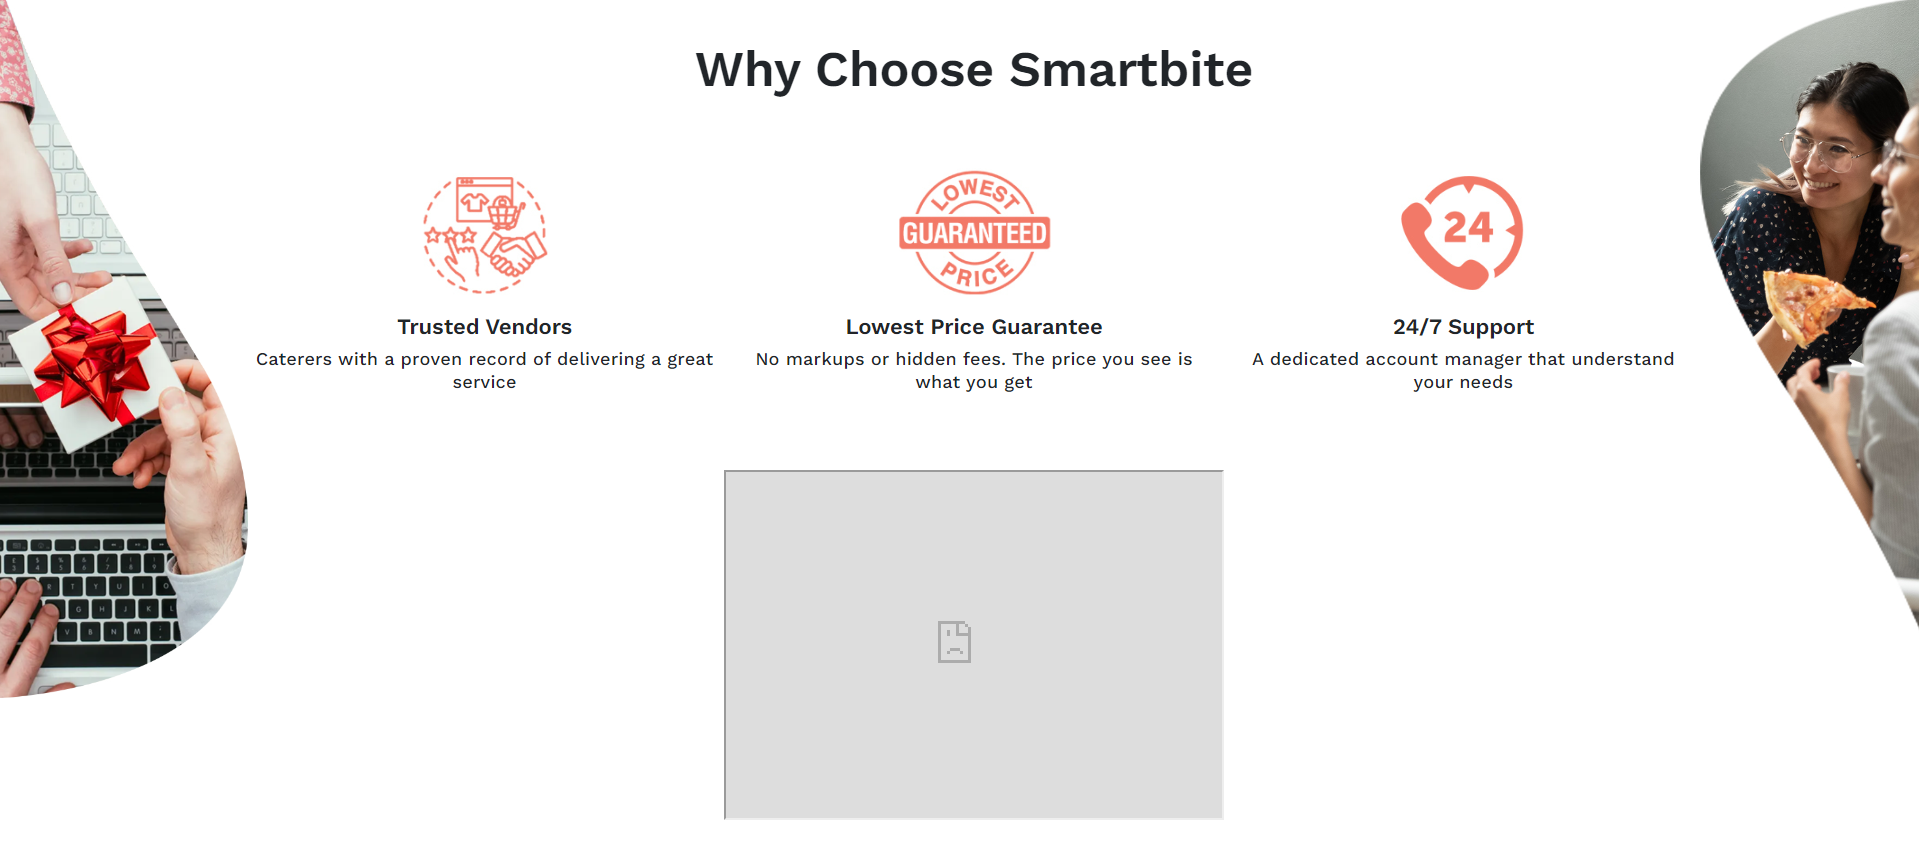 Why Choose Smartbite
LOWEST
GUARANTEED
PRICE
24
Trusted Vendors
Caterers with a proven record of delivering a great
service
Lowest Price Guarantee
No markups or hidden fees. The price you see is
what you get
24/7 Support
A dedicated account manager that understand
your needs